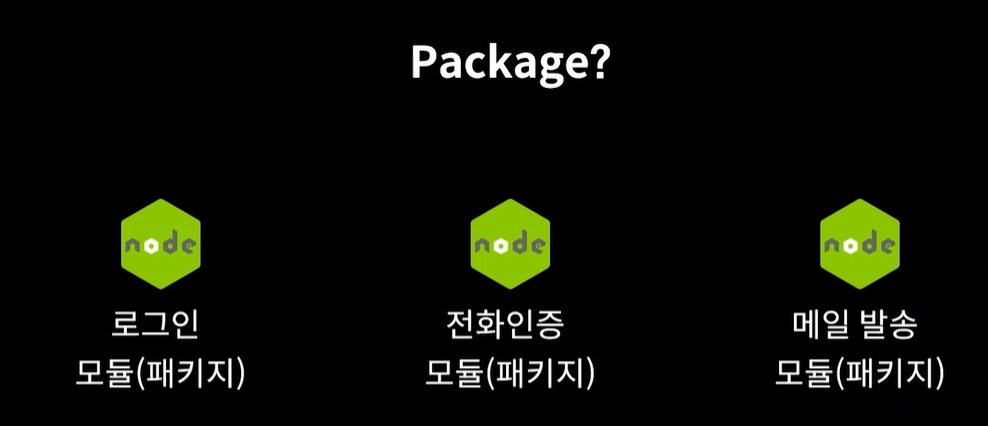 Package?
node node node
로그인 전화인증 메일 발송
모듈(패키지) 모듈(패키지) 모듈(패키지)